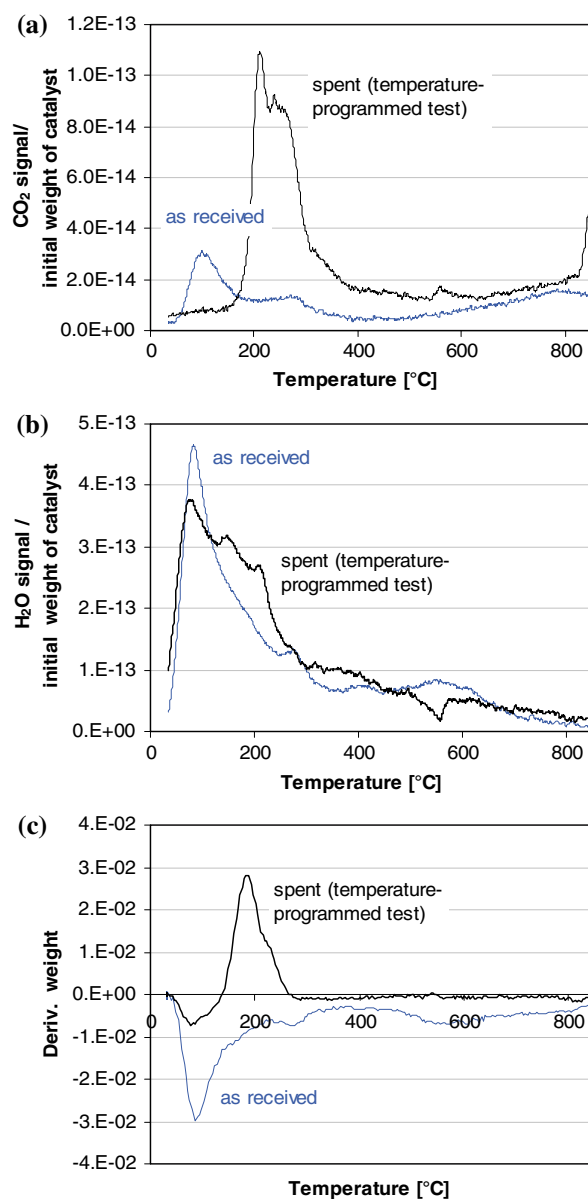 (a)
1.2E-13
1.0E-13
8.0E-14
6.0E-14
4.0E-14
2.0E-14
0.0E+00
CO₂ signal/
initial weight of catalyst
spent (temperature-
programmed test)
as received
0 200 400 600 800
Temperature [°C]
(b)
5.E-13
4.E-13
3.E-13
2.E-13
1.E-13
0.E+00
H₂O signal /
initial weight of catalyst
as received
spent (temperature-
programmed test)
0 200 400 600 800
Temperature [°C]
(c)
4.E-02
3.E-02
2.E-02
1.E-02
0.E+00
-1.E-02
-2.E-02
-3.E-02
-4.E-02
Deriv. weight
spent (temperature-
programmed test)
0 200 400 600 800
as received
Temperature [°C]